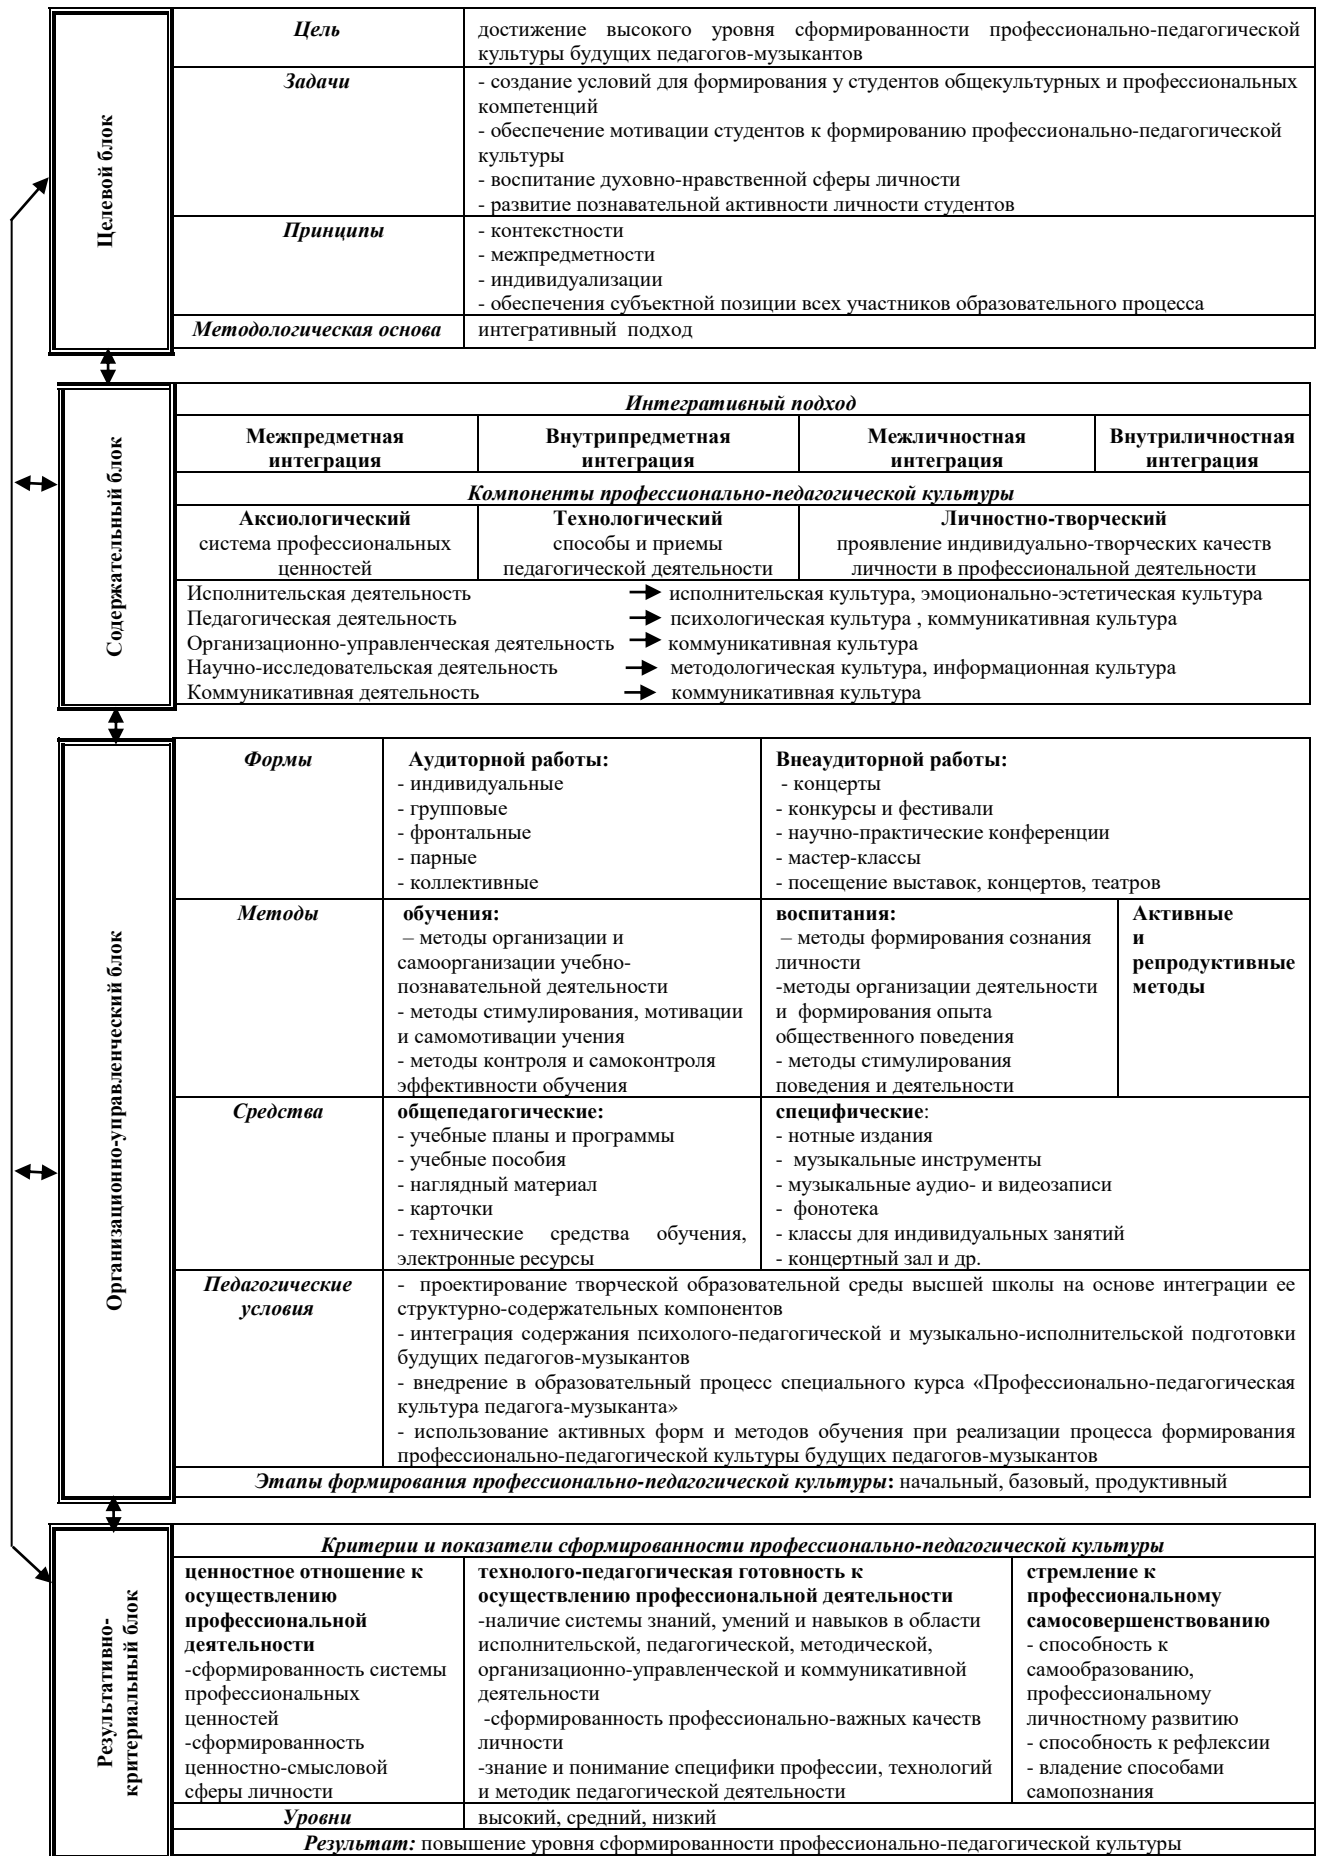 Целевой блок
Цель
достижение высокого уровня сформированности профессионально-педагогической
культуры будущих педагогов-музыкантов
Задачи
- создание условий для формирования у студентов общекультурных и профессиональных
компетенций
- обеспечение мотивации студентов к формированию профессионально-педагогической
культуры
- воспитание духовно-нравственной сферы личности
- развитие познавательной активности личности студентов
Принципы
- контекстности
- межпредметности
- индивидуализации
- обеспечения субъектной позиции всех участников образовательного процесса
Методологическая основа
интегративный подход
Содержательный блок
Интегративный подход
Межпредметная
интеграция
Внутрипредметная
интеграция
Межличностная
интеграция
Внутриличностная
интеграция
Компоненты профессионально-педагогической культуры
Аксиологический
система профессиональных
ценностей
Технологический
способы и приемы
педагогической деятельности
Личностно-творческий
проявление индивидуально-творческих качеств
личности в профессиональной деятельности
Исполнительская деятельность → исполнительская культура, эмоционально-эстетическая культура
Педагогическая деятельность → психологическая культура , коммуникативная культура
Организационно-управленческая деятельность → коммуникативная культура
Научно-исследовательская деятельность → методологическая культура, информационная культура
Коммуникативная деятельность → коммуникативная культура
Организационно-управленческий блок
Формы
Аудиторной работы:
- индивидуальные
- групповые
- фронтальные
- парные
- коллективные
Внеаудиторной работы:
- концерты
- конкурсы и фестивали
- научно-практические конференции
- мастер-классы
- посещение выставок, концертов, театров
Методы
обучения:
– методы организации и
самоорганизации учебно-
познавательной деятельности
- методы стимулирования, мотивации
и самомотивации учения
- методы контроля и самоконтроля
эффективности обучения
воспитания:
– методы формирования сознания
личности
-методы организации деятельности
и формирования опыта
общественного поведения
- методы стимулирования
поведения и деятельности
Активные
и
репродуктивные
методы
Средства
общепедагогические:
- учебные планы и программы
- учебные пособия
- наглядный материал
- карточки
- технические средства обучения,
электронные ресурсы
специфические:
- нотные издания
- музыкальные инструменты
- музыкальные аудио- и видеозаписи
- фонотека
- классы для индивидуальных занятий
- концертный зал и др.
Педагогические
условия
- проектирование творческой образовательной среды высшей школы на основе интеграции ее
структурно-содержательных компонентов
- интеграция содержания психолого-педагогической и музыкально-исполнительской подготовки
будущих педагогов-музыкантов
- внедрение в образовательный процесс специального курса «Профессионально-педагогическая
культура педагога-музыканта»
- использование активных форм и методов обучения при реализации процесса формирования
профессионально-педагогической культуры будущих педагогов-музыкантов
Этапы формирования профессионально-педагогической культуры: начальный, базовый, продуктивный
Результативно-
критериальный блок
Критерии и показатели сформированности профессионально-педагогической культуры
ценностное отношение к
осуществлению
профессиональной
деятельности
-сформированность системы
профессиональных
ценностей
-сформированность
ценностно-смысловой
сферы личности
технолого-педагогическая готовность к
осуществлению профессиональной деятельности
-наличие системы знаний, умений и навыков в области
исполнительской, педагогической, методической,
организационно-управленческой и коммуникативной
деятельности
-сформированность профессионально-важных качеств
личности
-знание и понимание специфики профессии, технологий
и методик педагогической деятельности
стремление к
профессиональному
самосовершенствованию
- способность к
самообразованию,
профессиональному
личностному развитию
- способность к рефлексии
- владение способами
самопознания
Уровни
высокий, средний, низкий
Результат: повышение уровня сформированности профессионально-педагогической культуры